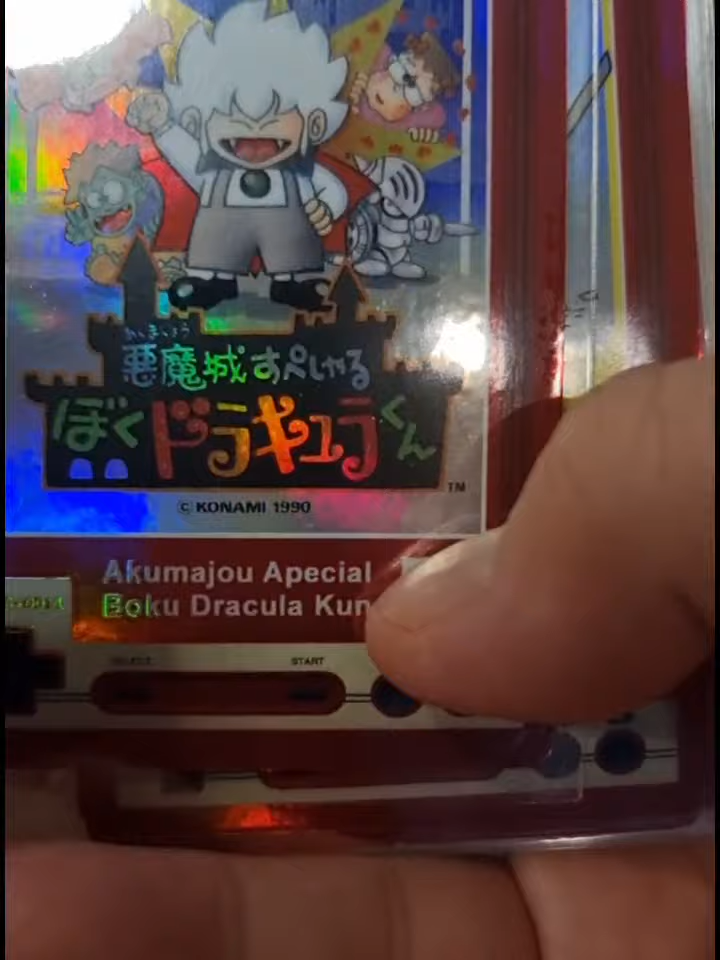 あくまじょう
悪魔城すぺしゃる
ぼくドラキュラくん
TM
© KONAMI 1990
Akumajou Apecial
Boku Dracula Kun
SELECT
START